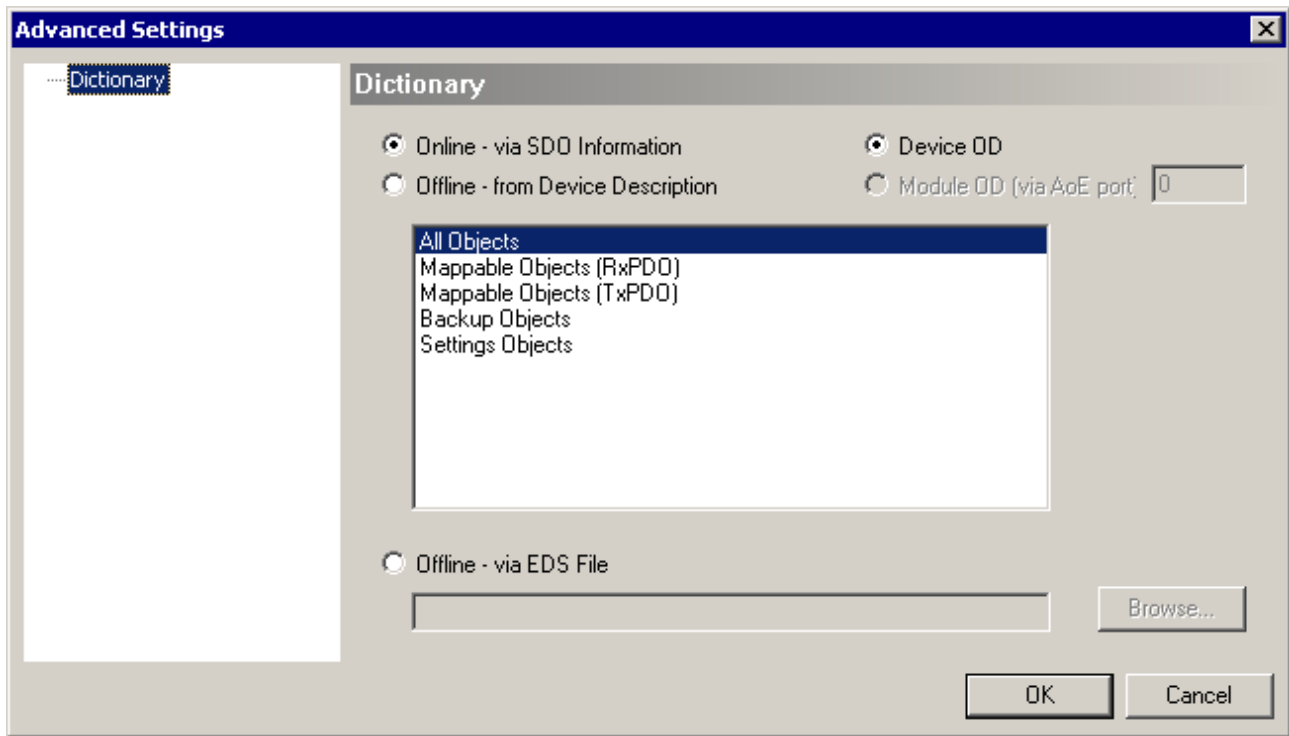 Advanced Settings
Dictionary
Dictionary
Online - via SDO Information
Device OD
Offline - from Device Description
Module OD (via AoE port)
0
All Objects
Mappable Objects (RxPDO)
Mappable Objects (TxPDO)
Backup Objects
Settings Objects
Offline - via EDS File
Browse...
OK
Cancel